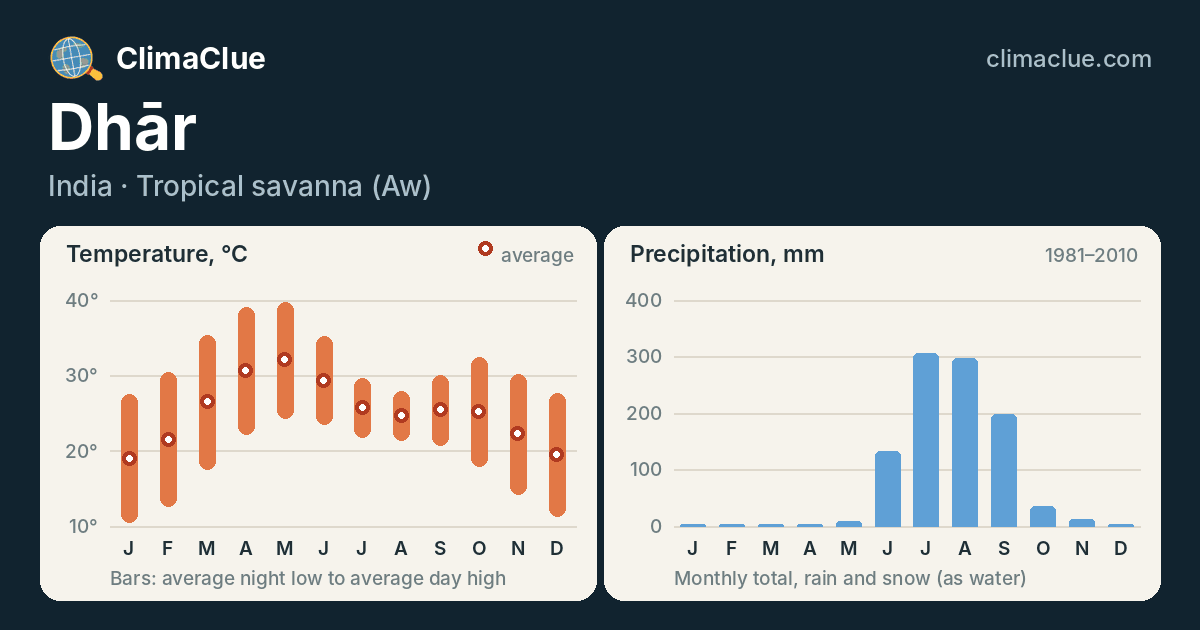 ClimaClue
climaclue.com
Dhār
India · Tropical savanna (Aw)
Temperature, °C
average
40°
30°
20°
10°
J F M A M J J A S O N D
Bars: average night low to average day high
Precipitation, mm
1981–2010
400
300
200
100
0
J F M A M J J A S O N D
Monthly total, rain and snow (as water)